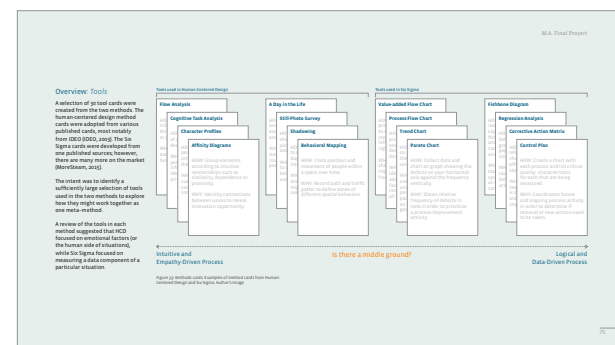 M.A. Final Project
Overview: Tools
A selection of 30 tool cards were
created from the two methods. The
human-centered design method
cards were adopted from various
published cards, most notably
from IDEO (IDEO, 2003). The Six
Sigma cards were developed from
one published sources; however,
there are many more on the market
(MoreSteam, 2015).
The intent was to identify a
sufficiently large selection of tools
used in the two methods to explore
how they might work together as
one meta-method.
A review of the tools in each
method suggested that HCD
focused on emotional factors (or
the human side of situations),
while Six Sigma focused on
measuring a data component of a
particular situation.
Tools used in Human-Centered Design
Flow Analysis
Cognitive Task Analysis
Character Profiles
Affinity Diagrams
HOW: Group elements
according to intuitive
relationships such as
similarity, dependence or
proximity.
WHY: Identify connections
between issues to reveal
innovation opportunity.
A Day in the Life
Still-Photo Survey
Shadowing
Behavioral Mapping
HOW: Track position and
movement of people within
a space over time.
WHY: Record path and traffic
patterns to define zones of
different spatial behaviors.
Tools used in Six Sigma
Value-added Flow Chart
Process Flow Chart
Trend Chart
Pareto Chart
HOW: Collect data and
chart on graph showing the
defects on your horizontal
axis against the frequency
vertically.
WHY: Shows relative
frequency of defects in
rank order to prioritize
a process improvement
activity.
Fishbone Diagram
Regression Analysis
Corrective Action Matrix
Control Plan
HOW: Create a chart with
each process and list critical
quality characteristics
for each that are being
measured.
WHY: Coordinates future
and ongoing process activity
in order to determine if
removal or new actions need
to be taken.
Intuitive and
Empathy-Driven Process
Is there a middle ground?
Logical and
Data-Driven Process
Figure 33: Methods cards. Examples of method cards from Human-
Centered Design and Six Sigma. Author's image.
75